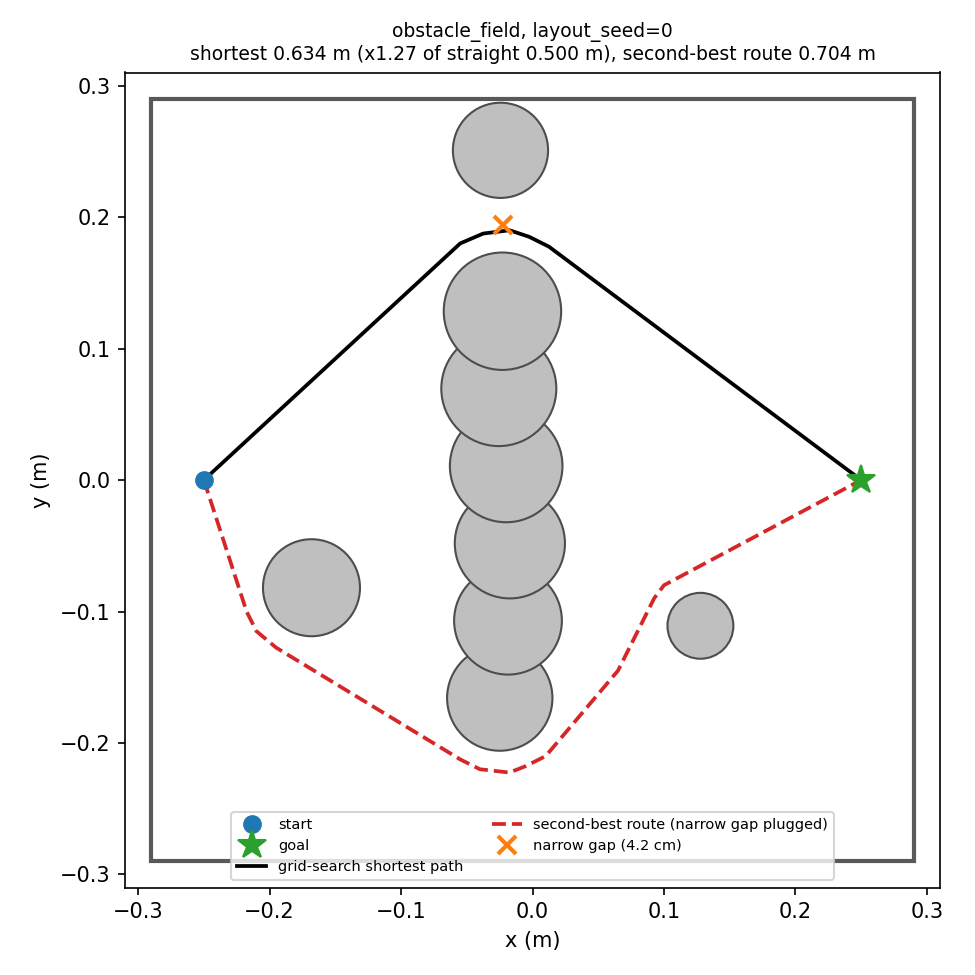 obstacle_field, layout_seed=0
shortest 0.634 m (x1.27 of straight 0.500 m), second-best route 0.704 m
0.3
0.2
0.1
0.0
−0.1
−0.2
−0.3
y (m)
start
goal
grid-search shortest path
second-best route (narrow gap plugged)
narrow gap (4.2 cm)
−0.3
−0.2
−0.1
0.0
0.1
0.2
0.3
x (m)